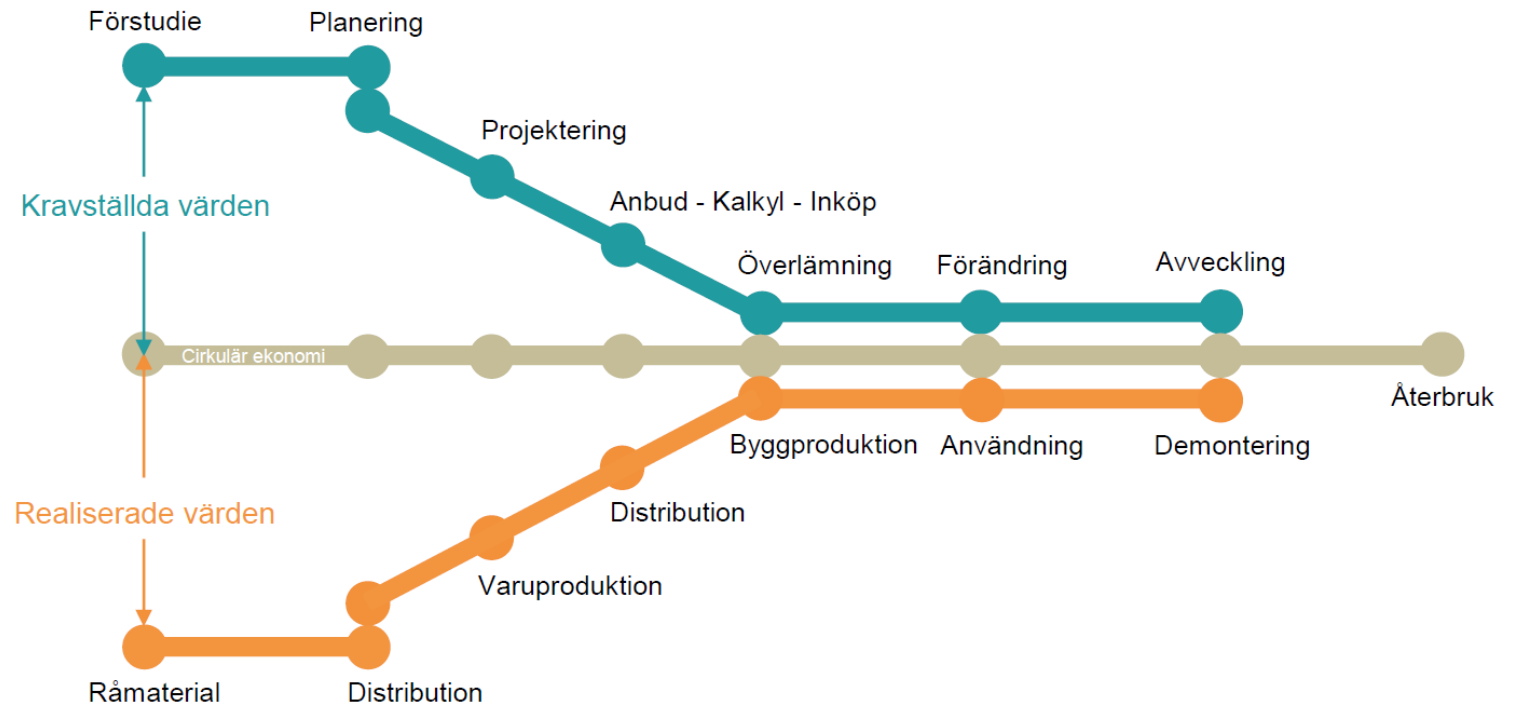 Förstudie
Planering
Projektering
Kravställda värden
Anbud - Kalkyl - Inköp
Överlämning
Förändring
Avveckling
Cirkulär ekonomi
Återbruk
Byggproduktion
Användning
Demontering
Realiserade värden
Distribution
Varuproduktion
Råmaterial
Distribution